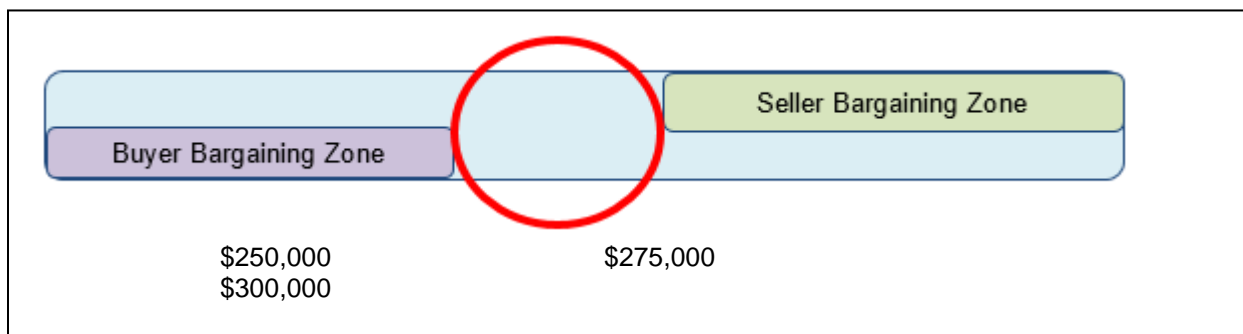 Seller Bargaining Zone
Buyer Bargaining Zone
$250,000 $275,000
$300,000